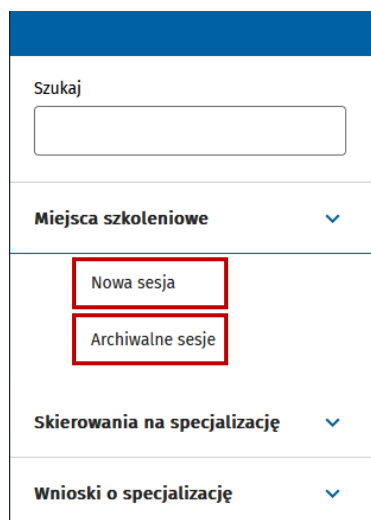 Szukaj
Miejsca szkoleniowe
Nowa sesja
Archiwalne sesje
Skierowania na specjalizację
Wnioski o specjalizację